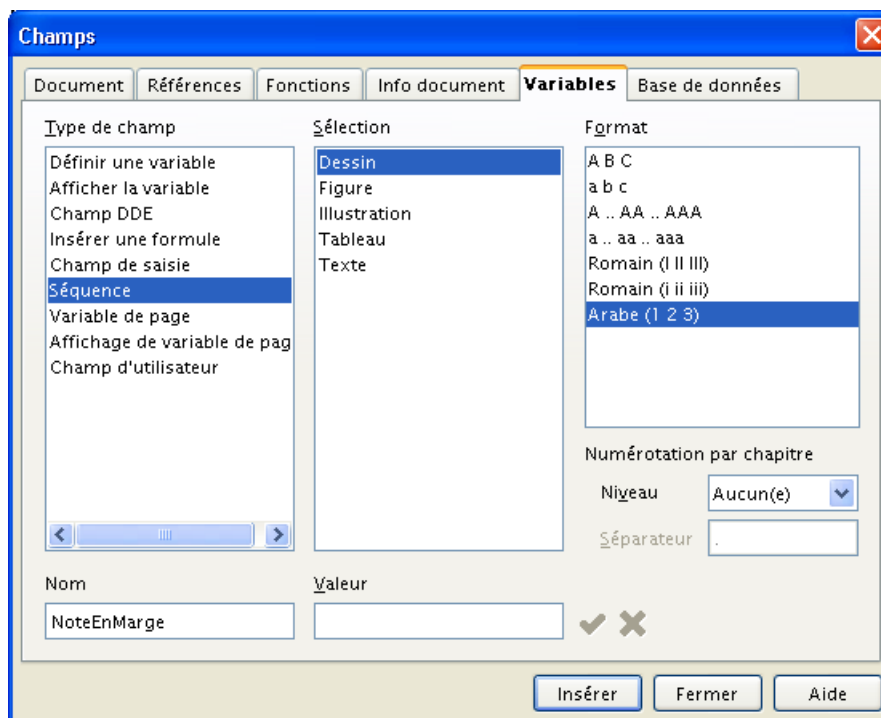 Champs
Document Références Fonctions Info document Variables Base de données
Type de champ
Définir une variable
Afficher la variable
Champ DDE
Insérer une formule
Champ de saisie
Séquence
Variable de page
Affichage de variable de pag
Champ d'utilisateur
Sélection
Dessin
Figure
Illustration
Tableau
Texte
Format
A B C
a b c
A .. AA .. AAA
a .. aa .. aaa
Romain (I II III)
Romain (i ii iii)
Arabe (1 2 3)
Numérotation par chapitre
Niveau Aucun(e)
Séparateur .
Nom
NoteEnMarge
Valeur
Insérer Fermer Aide